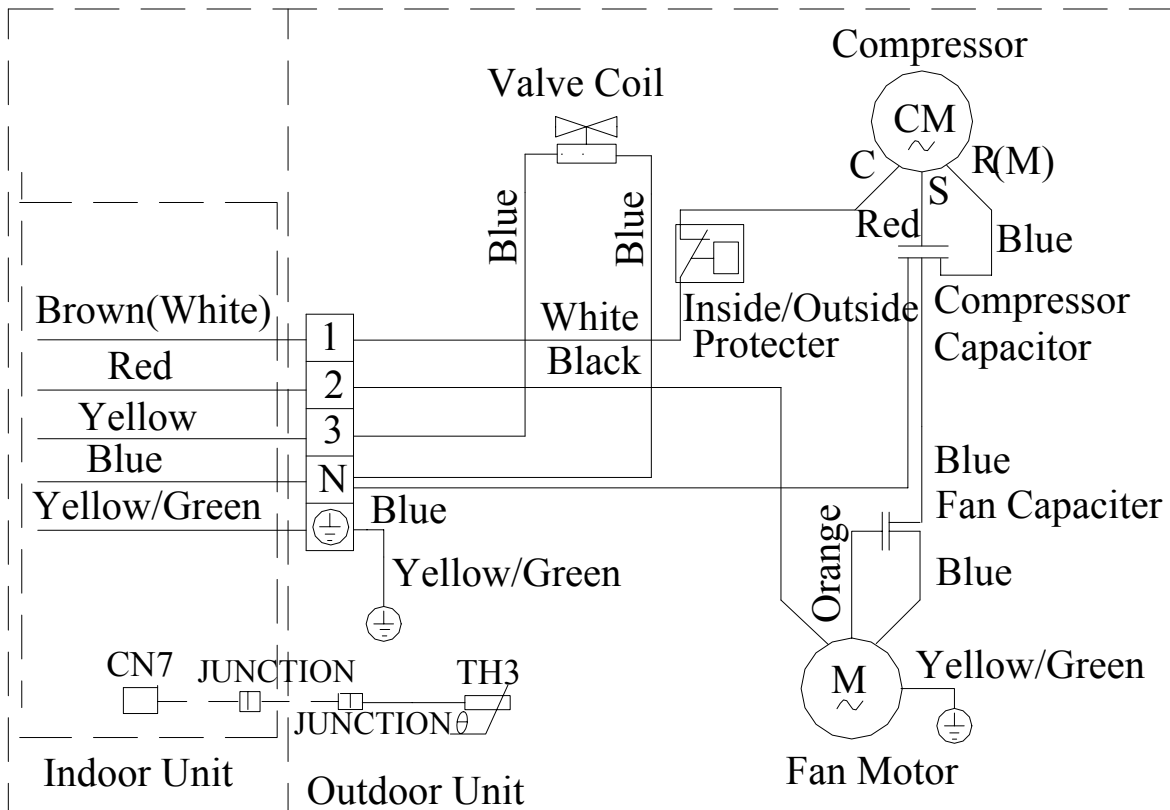 Compressor
Valve Coil
CM
C
S
R(M)
Blue
Blue
Red
Blue
Brown(White)
1
White
Inside/Outside
Protecter
Compressor
Capacitor
Red
2
Black
Yellow
3
Blue
N
Blue
Fan Capaciter
Yellow/Green
Blue
Orange
Blue
Yellow/Green
CN7
JUNCTION
TH3
JUNCTION
θ
M
Yellow/Green
Indoor Unit
Outdoor Unit
Fan Motor